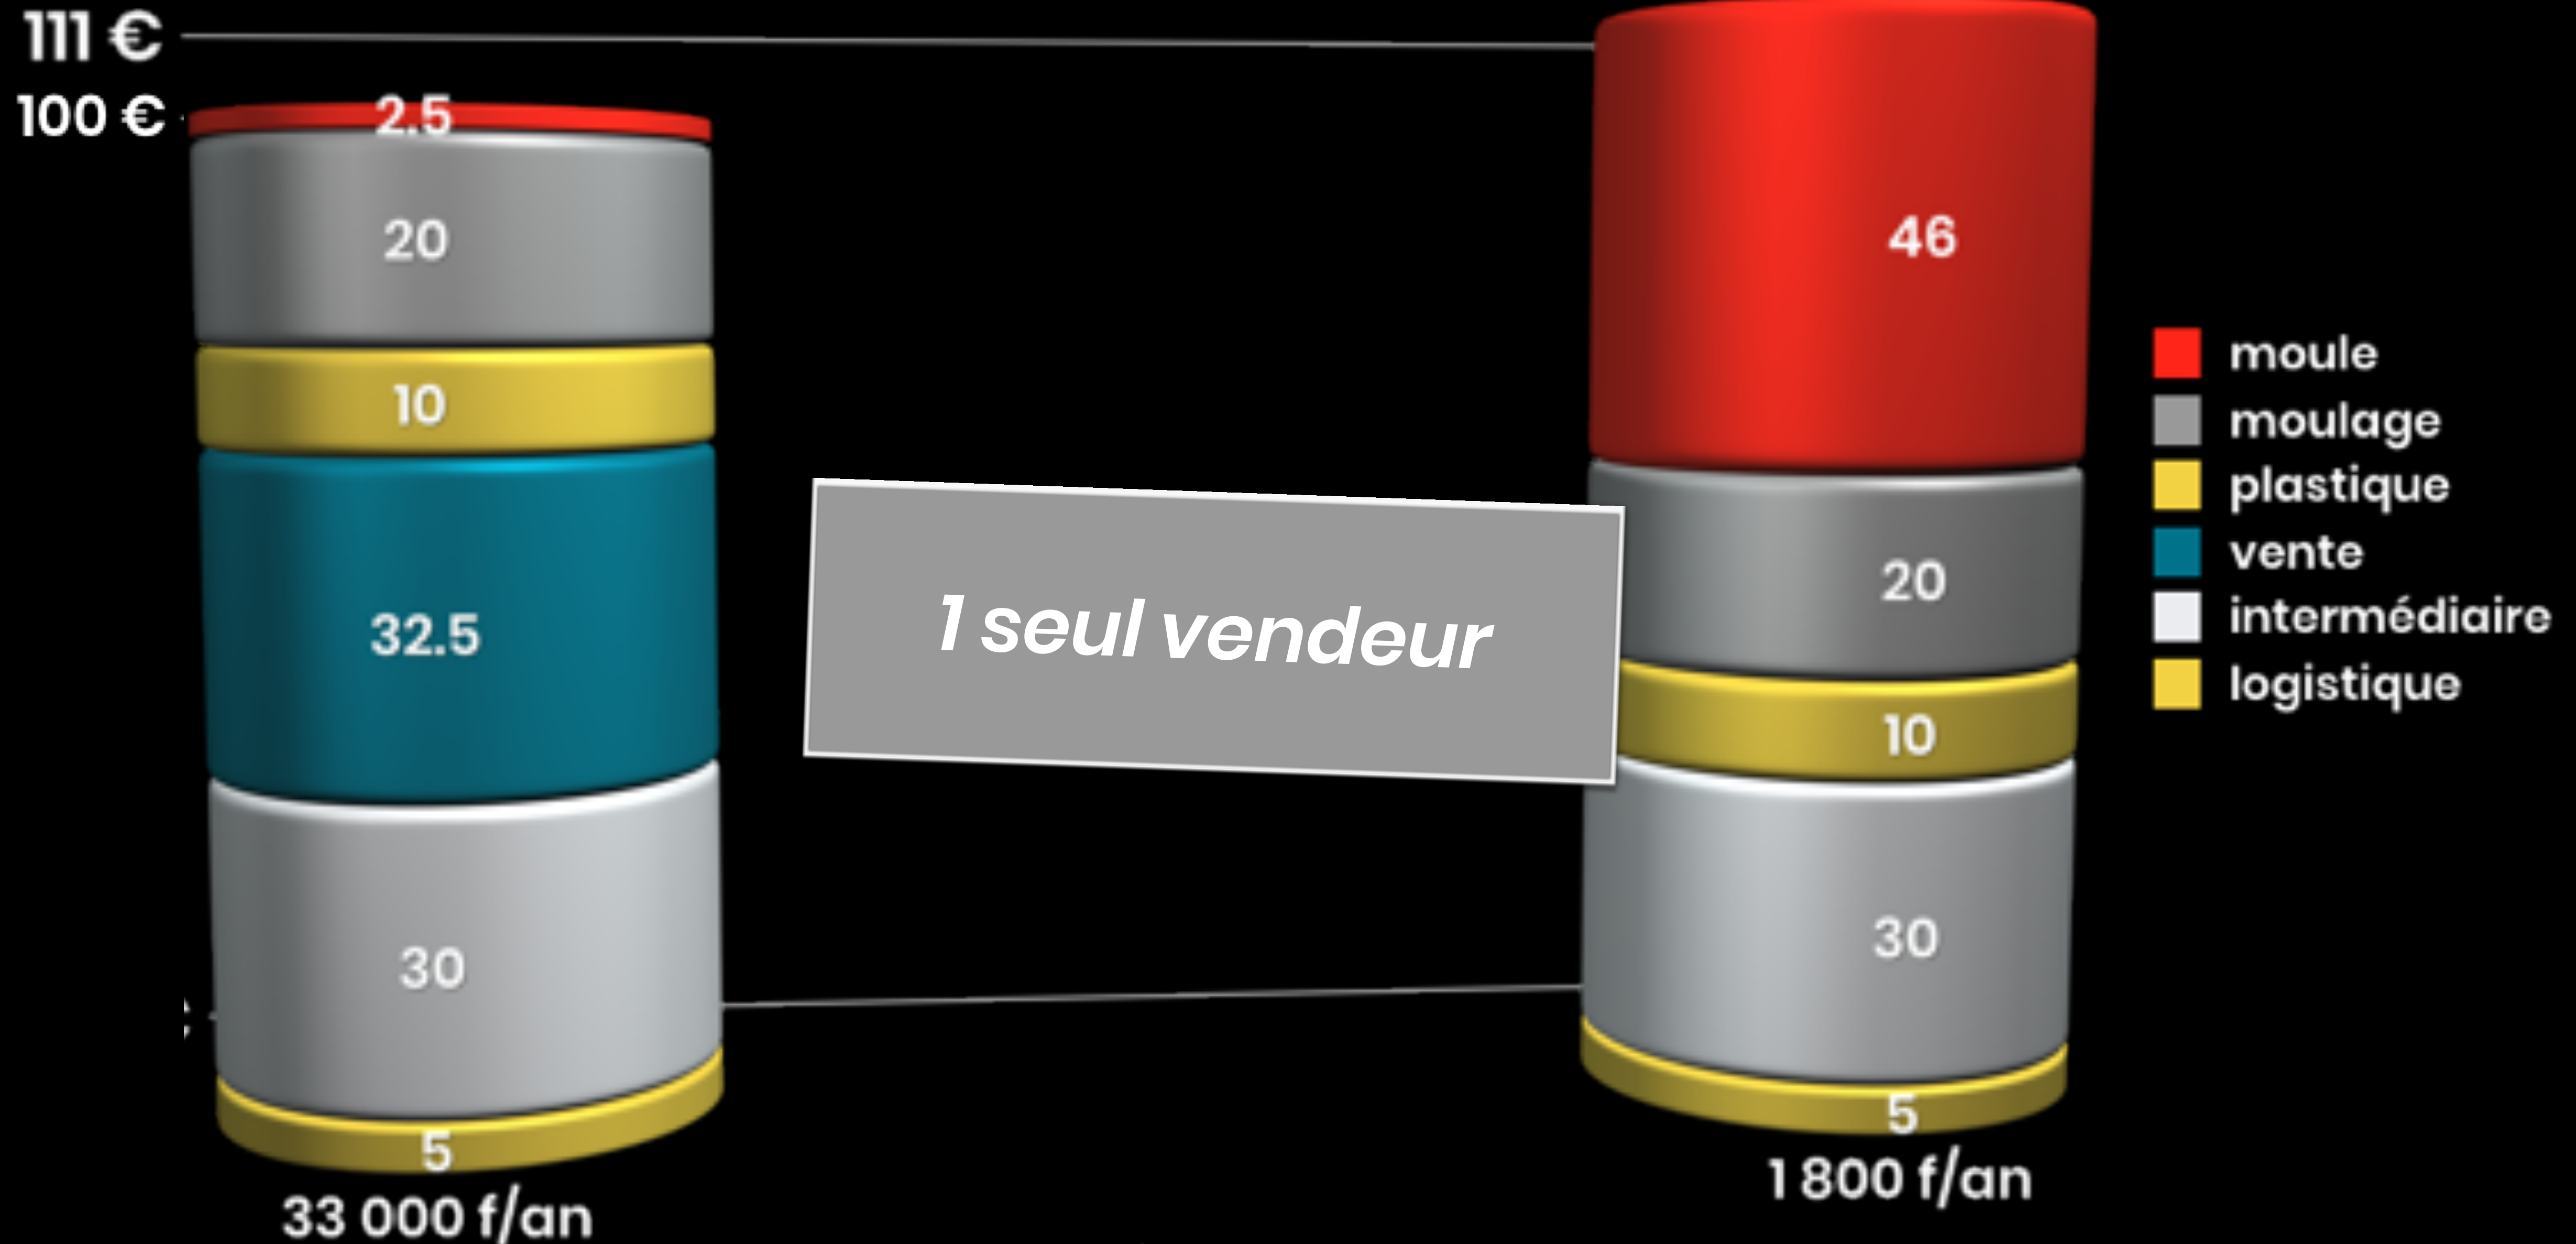 111 €
100 €
2.5
20
10
32.5
30
5
33 000 f/an
1 seul vendeur
46
20
10
30
5
1 800 f/an
moule
moulage
plastique
vente
intermédiaire
logistique